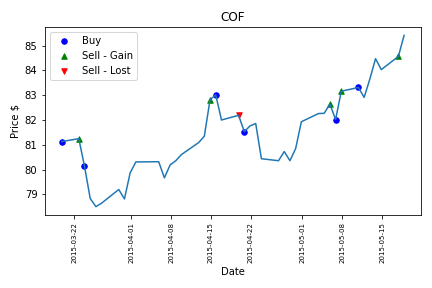 COF
Buy
Sell - Gain
Sell - Lost
Price $
85
84
83
82
81
80
79
2015-03-22
2015-04-01
2015-04-08
2015-04-15
2015-04-22
2015-05-01
2015-05-08
2015-05-15
Date